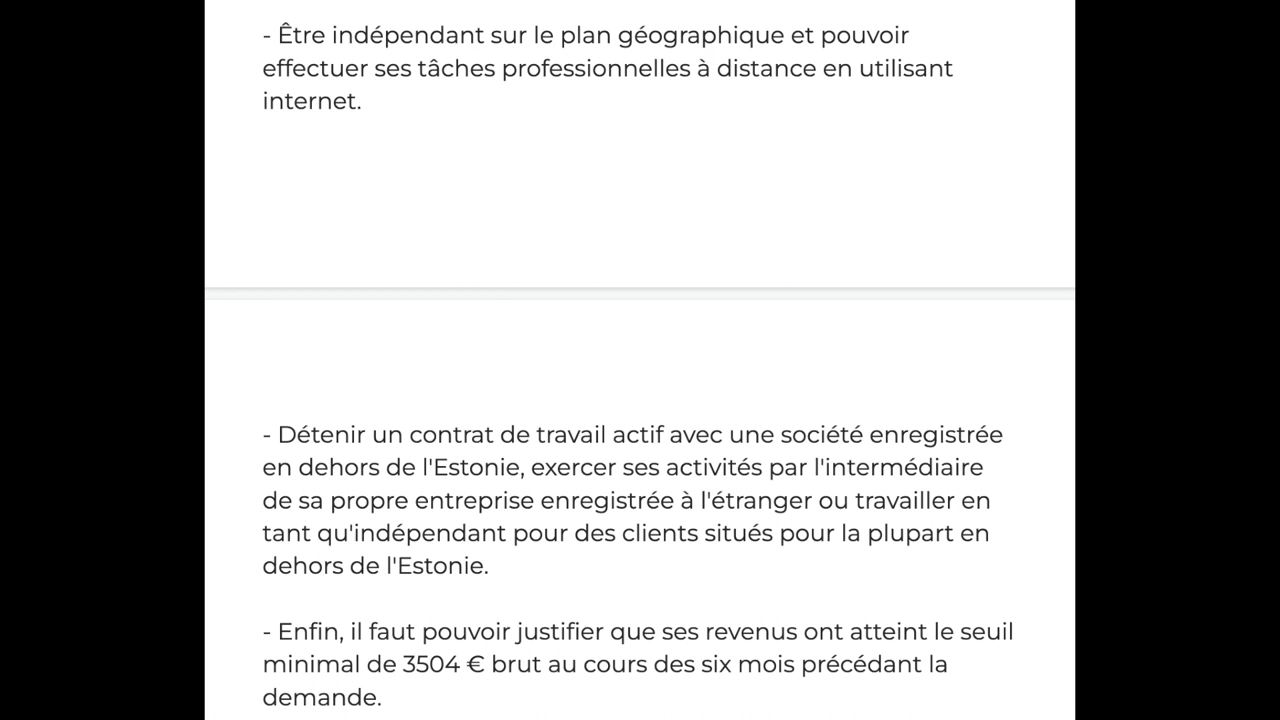 - Être indépendant sur le plan géographique et pouvoir
effectuer ses tâches professionnelles à distance en utilisant
internet.
- Détenir un contrat de travail actif avec une société enregistrée
en dehors de l'Estonie, exercer ses activités par l'intermédiaire
de sa propre entreprise enregistrée à l'étranger ou travailler en
tant qu'indépendant pour des clients situés pour la plupart en
dehors de l'Estonie.
- Enfin, il faut pouvoir justifier que ses revenus ont atteint le seuil
minimal de 3504 € brut au cours des six mois précédant la
demande.